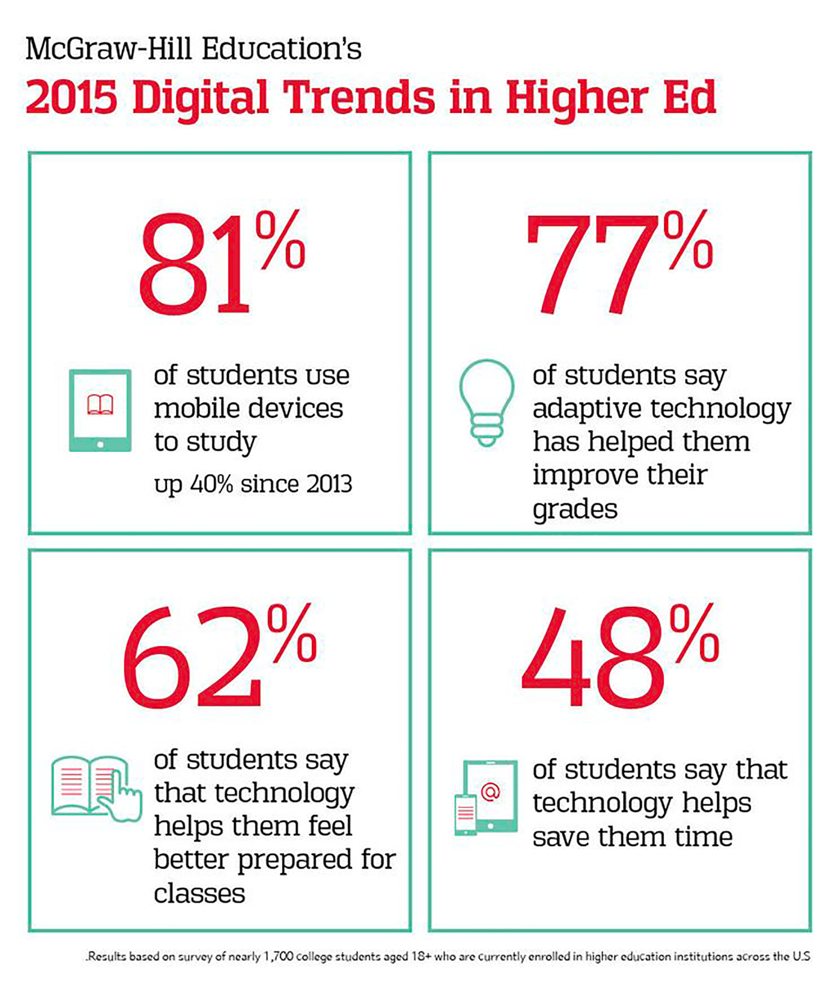 McGraw-Hill Education's
2015 Digital Trends in Higher Ed
81%
of students use
mobile devices
to study
up 40% since 2013
77%
of students say
adaptive technology
has helped them
improve their
grades
62%
of students say
that technology
helps them feel
better prepared for
classes
48%
@
of students say that
technology helps
save them time
.Results based on survey of nearly 1,700 college students aged 18+ who are currently enrolled in higher education institutions across the U.S